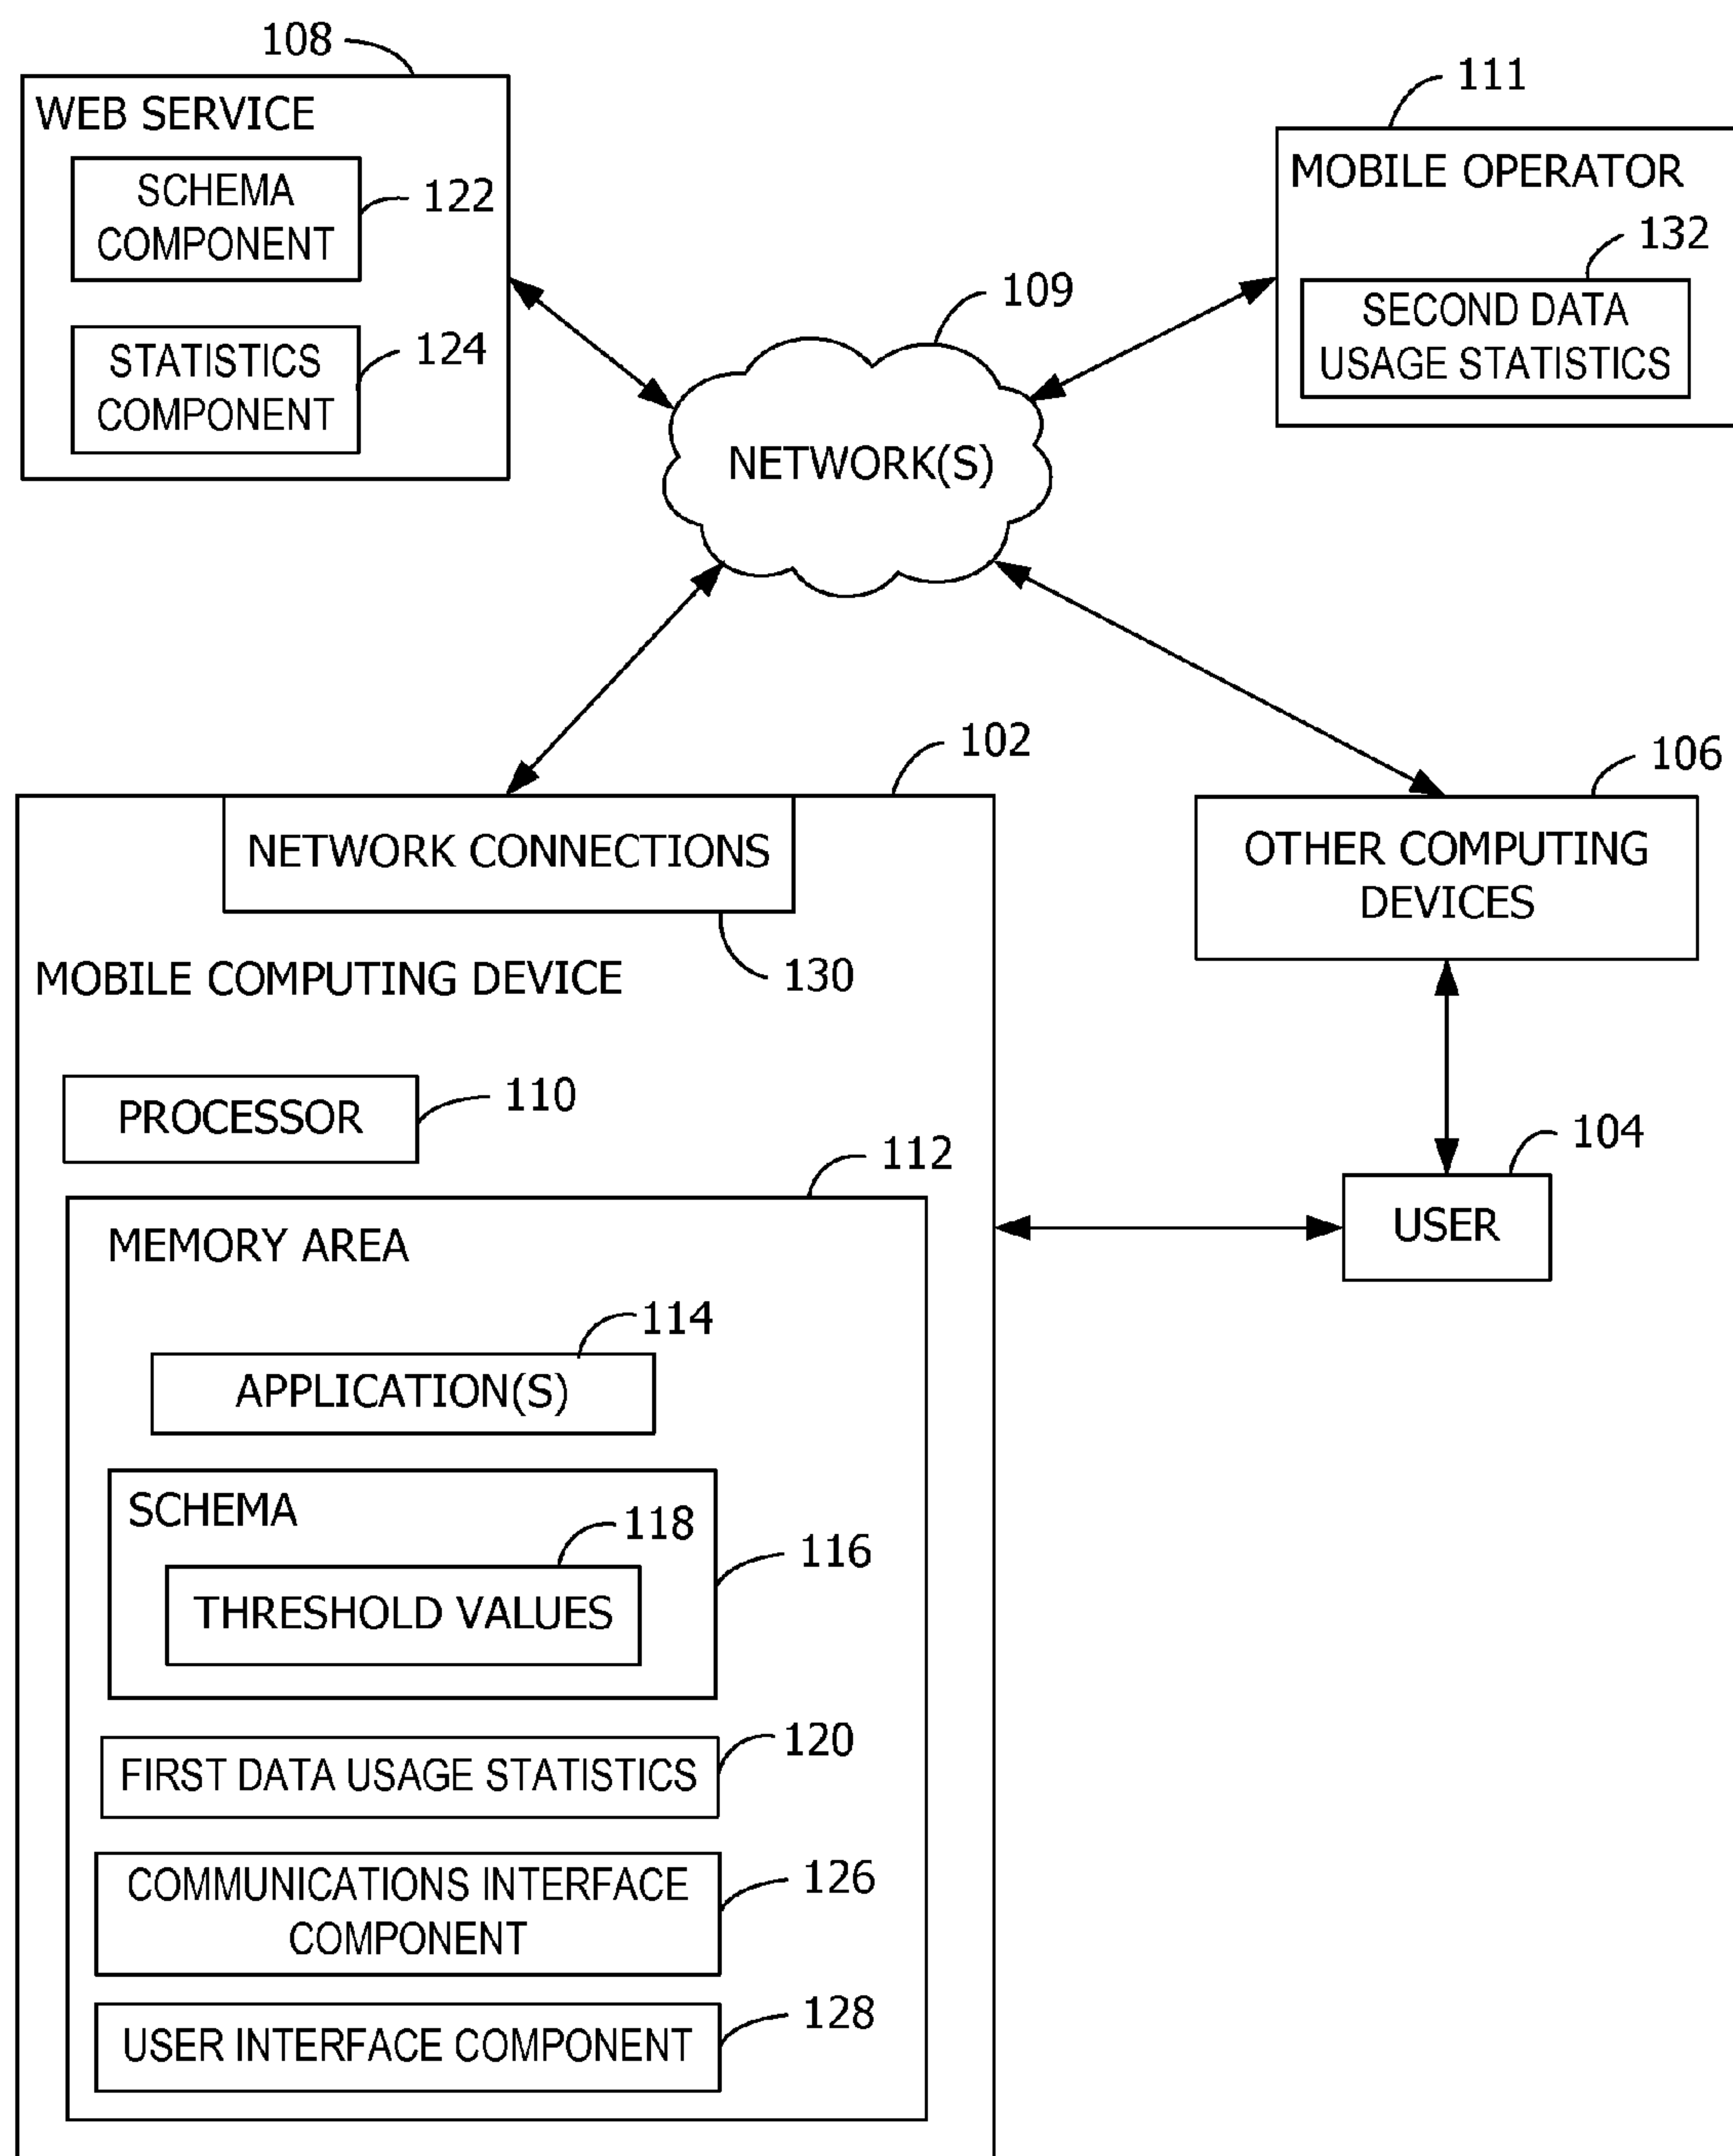 108
WEB SERVICE
SCHEMA
COMPONENT
122
STATISTICS
COMPONENT
124
111
MOBILE OPERATOR
132
SECOND DATA
USAGE STATISTICS
109
NETWORK(S)
102
NETWORK CONNECTIONS
130
MOBILE COMPUTING DEVICE
PROCESSOR
110
112
MEMORY AREA
114
APPLICATION(S)
SCHEMA
118
116
THRESHOLD VALUES
120
FIRST DATA USAGE STATISTICS
COMMUNICATIONS INTERFACE
COMPONENT
126
USER INTERFACE COMPONENT
128
106
OTHER COMPUTING
DEVICES
104
USER